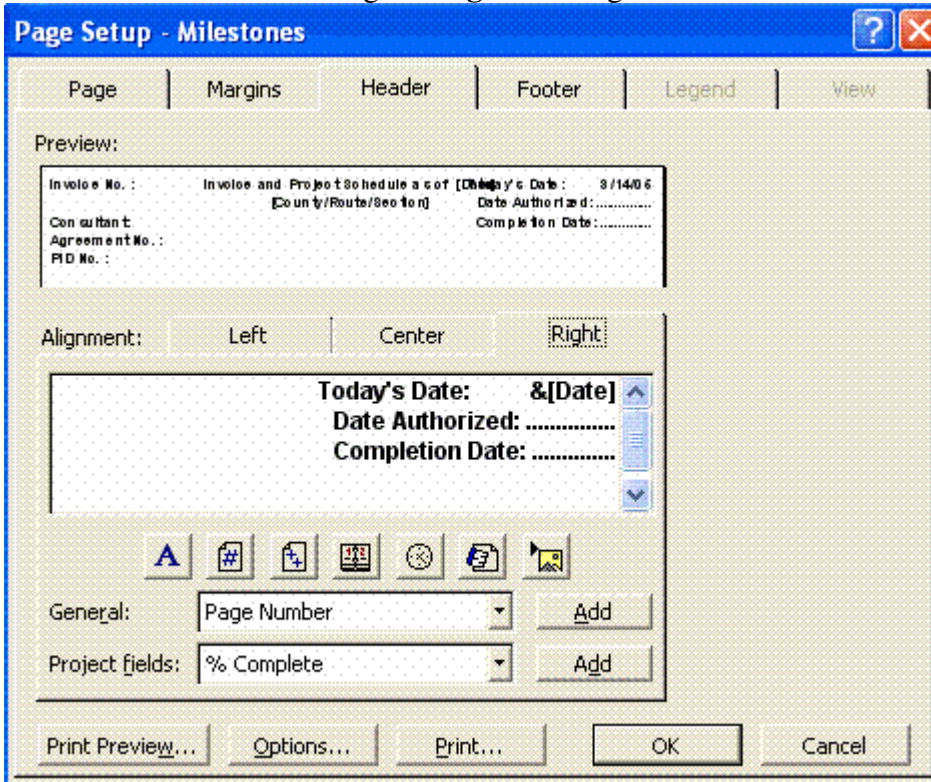 Page Setup - Milestones
Page Margins Header Footer Legend View
Preview:
Invoice No. : Invoice and Project Schedule as of Date: 3/14/06
[County/Route/Section] Date Authorized:.............
Consultant Completion Date:............
Agreement No. :
PID No. :
Alignment: Left Center Right
Today's Date: &[Date]
Date Authorized: ...............
Completion Date: ..............
A
General: Page Number Add
Project fields: % Complete Add
Print Preview... Options... Print... OK Cancel